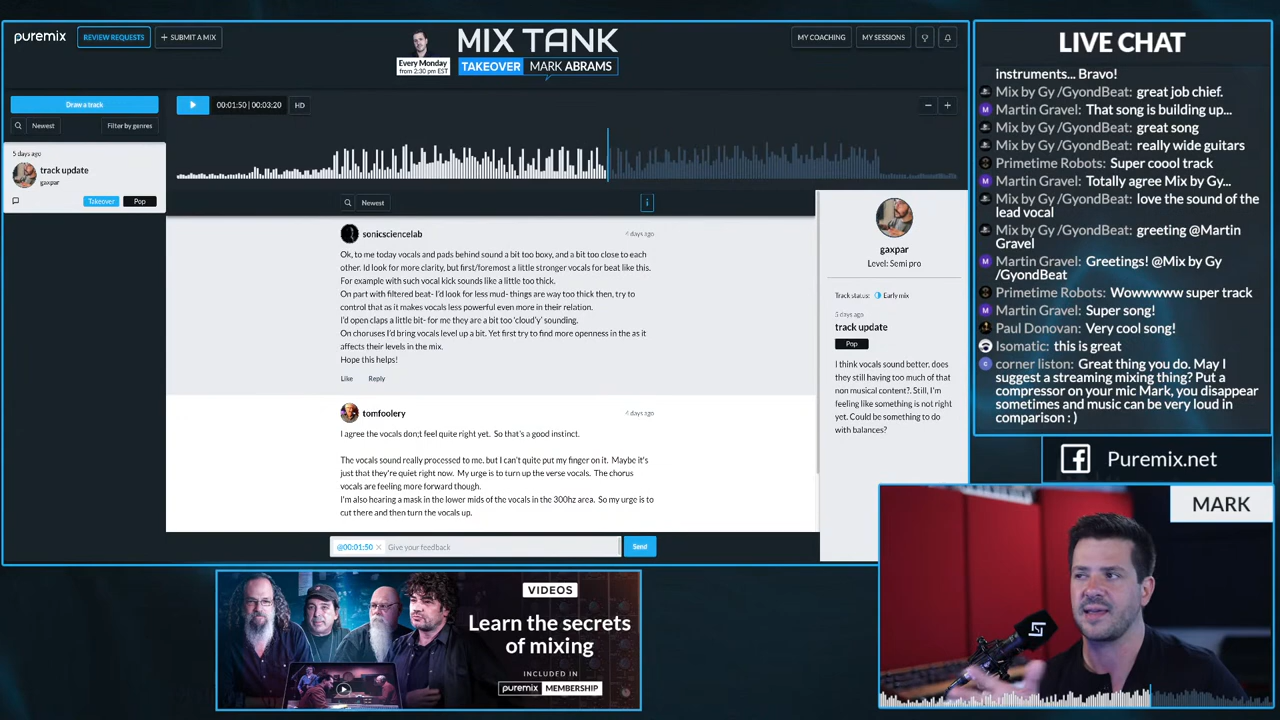 puremix
REVIEW REQUESTS
+ SUBMIT A MIX
Every Monday
from 2:30 pm EST
MIX TANK
TAKEOVER MARK ABRAMS
MY COACHING
MY SESSIONS
Draw a track
Newest
Filter by genres
5 days ago
track update
gaxpar
Takeover
Pop
00:01:50 | 00:03:20
HD
Newest
i
sonicsciencelab
4 days ago
Ok, to me today vocals and pads behind sound a bit too boxy, and a bit too close to each
other. Id look for more clarity, but first/foremost a little stronger vocals for beat like this.
For example with such vocal kick sounds like a little too thick.
On part with filtered beat- I'd look for less mud- things are way too thick then, try to
control that as it makes vocals less powerful even more in their relation.
I'd open claps a little bit- for me they are a bit too 'cloud'y' sounding.
On choruses I'd bring vocals level up a bit. Yet first try to find more openness in the as it
affects their levels in the mix.
Hope this helps!
Like
Reply
tomfoolery
4 days ago
I agree the vocals don;t feel quite right yet. So that's a good instinct.
The vocals sound really processed to me. but I can't quite put my finger on it. Maybe it's
just that they're quiet right now. My urge is to turn up the verse vocals. The chorus
vocals are feeling more forward though.
I'm also hearing a mask in the lower mids of the vocals in the 300hz area. So my urge is to
cut there and then turn the vocals up.
@00:01:50 ×
Give your feedback
Send
gaxpar
Level: Semi pro
Track status: Early mix
5 days ago
track update
Pop
I think vocals sound better, does
they still having too much of that
non musical content?. Still, I'm
feeling like something is not right
yet. Could be something to do
with balances?
LIVE CHAT
instruments... Bravo!
Mix by Gy /GyondBeat: great job chief.
Martin Gravel: That song is building up...
Mix by Gy /GyondBeat: great song
Mix by Gy /GyondBeat: really wide guitars
Primetime Robots: Super coool track
Martin Gravel: Totally agree Mix by Gy...
Mix by Gy /GyondBeat: love the sound of the
lead vocal
Mix by Gy /GyondBeat: greeting @Martin
Gravel
Martin Gravel: Greetings! @Mix by Gy
/GyondBeat
Primetime Robots: Wowwwww super track
Martin Gravel: Super song!
Paul Donovan: Very cool song!
Isomatic: this is great
corner liston: Great thing you do. May I
suggest a streaming mixing thing? Put a
compressor on your mic Mark, you disappear
sometimes and music can be very loud in
comparison : )
Puremix.net
MARK
VIDEOS
Learn the secrets
of mixing
INCLUDED IN
puremix MEMBERSHIP